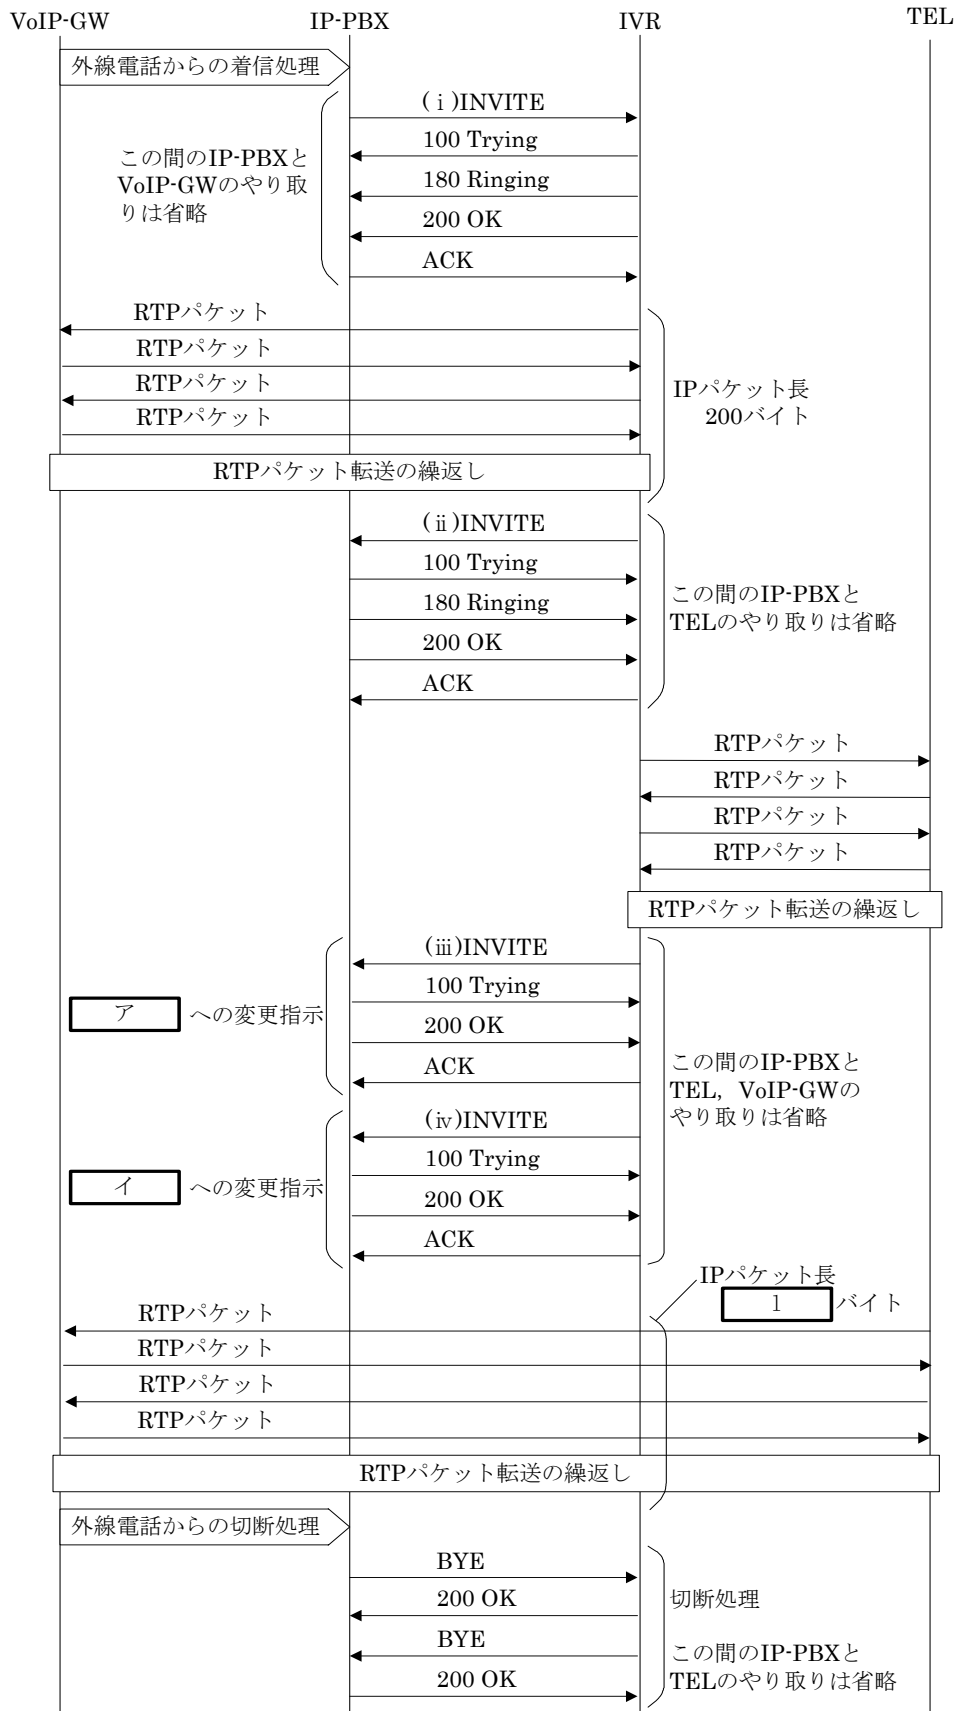 VoIP-GW
IP-PBX
IVR
TEL
外線電話からの着信処理
(ⅰ)INVITE
100 Trying
180 Ringing
200 OK
ACK
この間のIP-PBXと
VoIP-GWのやり取
りは省略
RTPパケット
RTPパケット
RTPパケット
RTPパケット
IPパケット長
200バイト
RTPパケット転送の繰返し
(ⅱ)INVITE
100 Trying
180 Ringing
200 OK
ACK
この間のIP-PBXと
TELのやり取りは省略
RTPパケット
RTPパケット
RTPパケット
RTPパケット
RTPパケット転送の繰返し
(ⅲ)INVITE
100 Trying
200 OK
ACK
ア への変更指示
この間のIP-PBXと
TEL，VoIP-GWの
やり取りは省略
(ⅳ)INVITE
100 Trying
200 OK
ACK
イ への変更指示
IPパケット長
1 バイト
RTPパケット
RTPパケット
RTPパケット
RTPパケット
RTPパケット転送の繰返し
外線電話からの切断処理
BYE
200 OK
BYE
200 OK
切断処理
この間のIP-PBXと
TELのやり取りは省略